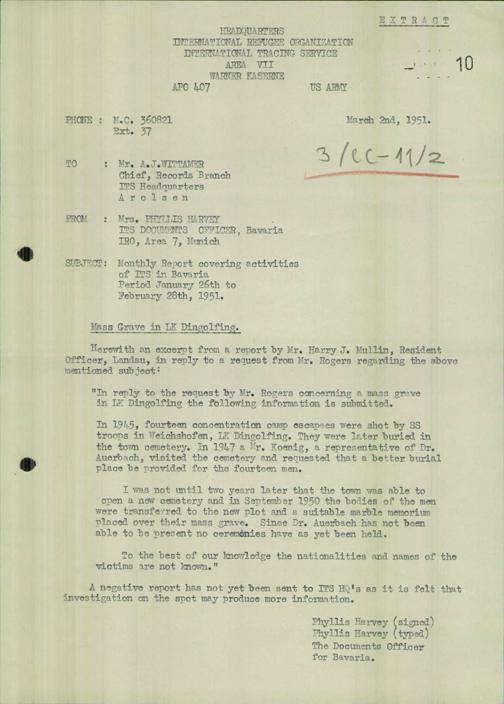 EXTRACT
HEADQUARTERS
INTERNATIONAL REFUGEE ORGANIZATION
INTERNATIONAL TRACING SERVICE
AREA VII
WARNER KASERNE
APO 407 US ARMY
10
PHONE : M.C. 360821 March 2nd, 1951.
Ext. 37
3/CC-11/2
TO : Mr. A.J.WITTAMER
Chief, Records Branch
ITS Headquarters
A r o l s e n
FROM : Mrs. PHYLLIS HARVEY
ITS DOCUMENTS OFFICER, Bavaria
IRO, Area 7, Munich
SUBJECT: Monthly Report covering activities
of ITS in Bavaria
Period January 26th to
February 28th, 1951.
Mass Grave in LK Dingolfing.
Herewith an excerpt from a report by Mr. Harry J. Mullin, Resident
Officer, Landau, in reply to a request from Mr. Rogers regarding the above
mentioned subject:
"In reply to the request by Mr. Rogers concerning a mass grave
in LK Dingolfing the following information is submitted.
In 1945, fourteen concentration camp escapees were shot by SS
troops in Weichshofen, LK Dingolfing. They were later buried in
the town cemetery. In 1947 a Mr. Koenig, a representative of Dr.
Auerbach, visited the cemetery and requested that a better burial
place be provided for the fourteen men.
I was not until two years later that the town was able to
open a new cemetery and in September 1950 the bodies of the men
were transferred to the new plot and a suitable marble memorium
placed over their mass grave. Since Dr. Auerbach has not been
able to be present no ceremonies have as yet been held.
To the best of our knowledge the nationalities and names of the
victims are not known."
A negative report has not yet been sent to ITS HQ's as it is felt that
investigation on the spot may produce more information.
Phyllis Harvey (signed)
Phyllis Harvey (typed)
The Documents Officer
for Bavaria.